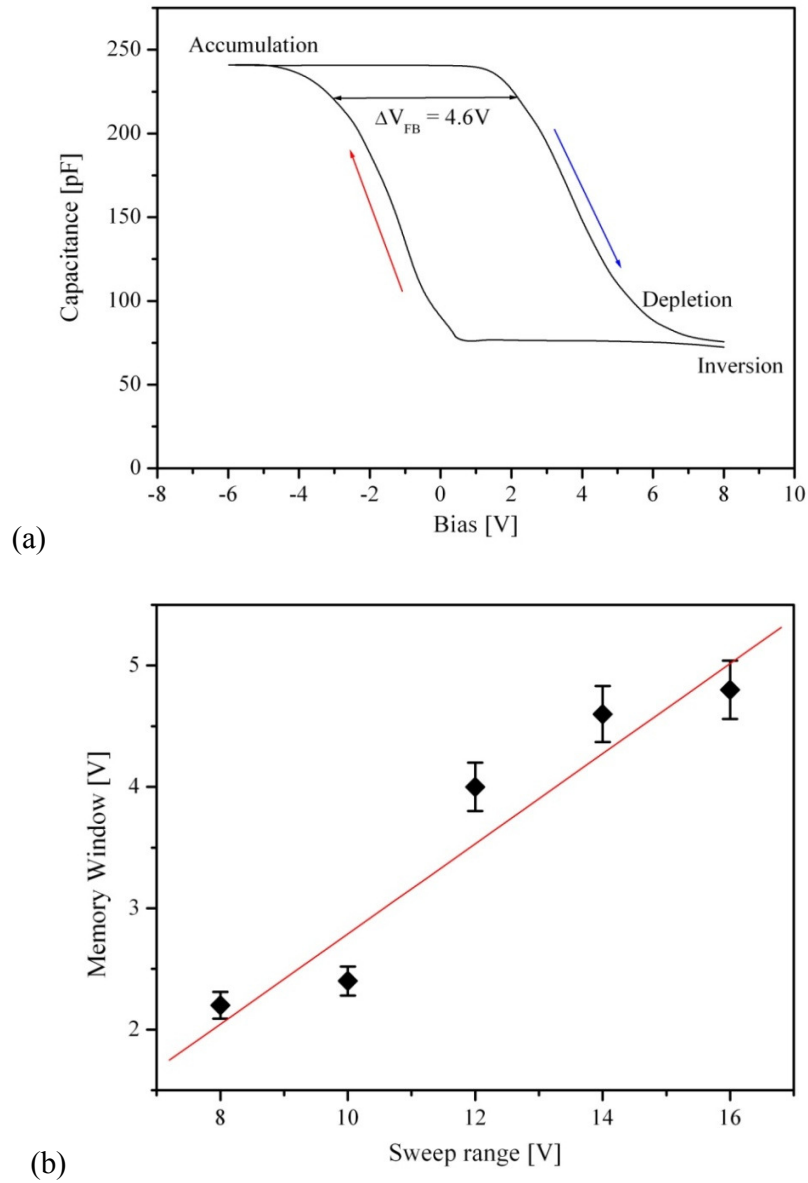 Accumulation
ΔV_FB = 4.6V
Depletion
Inversion
Capacitance [pF]
250
200
150
100
50
0
-8 -6 -4 -2 0 2 4 6 8 10
Bias [V]
(a)
Memory Window [V]
5
4
3
2
8 10 12 14 16
Sweep range [V]
(b)